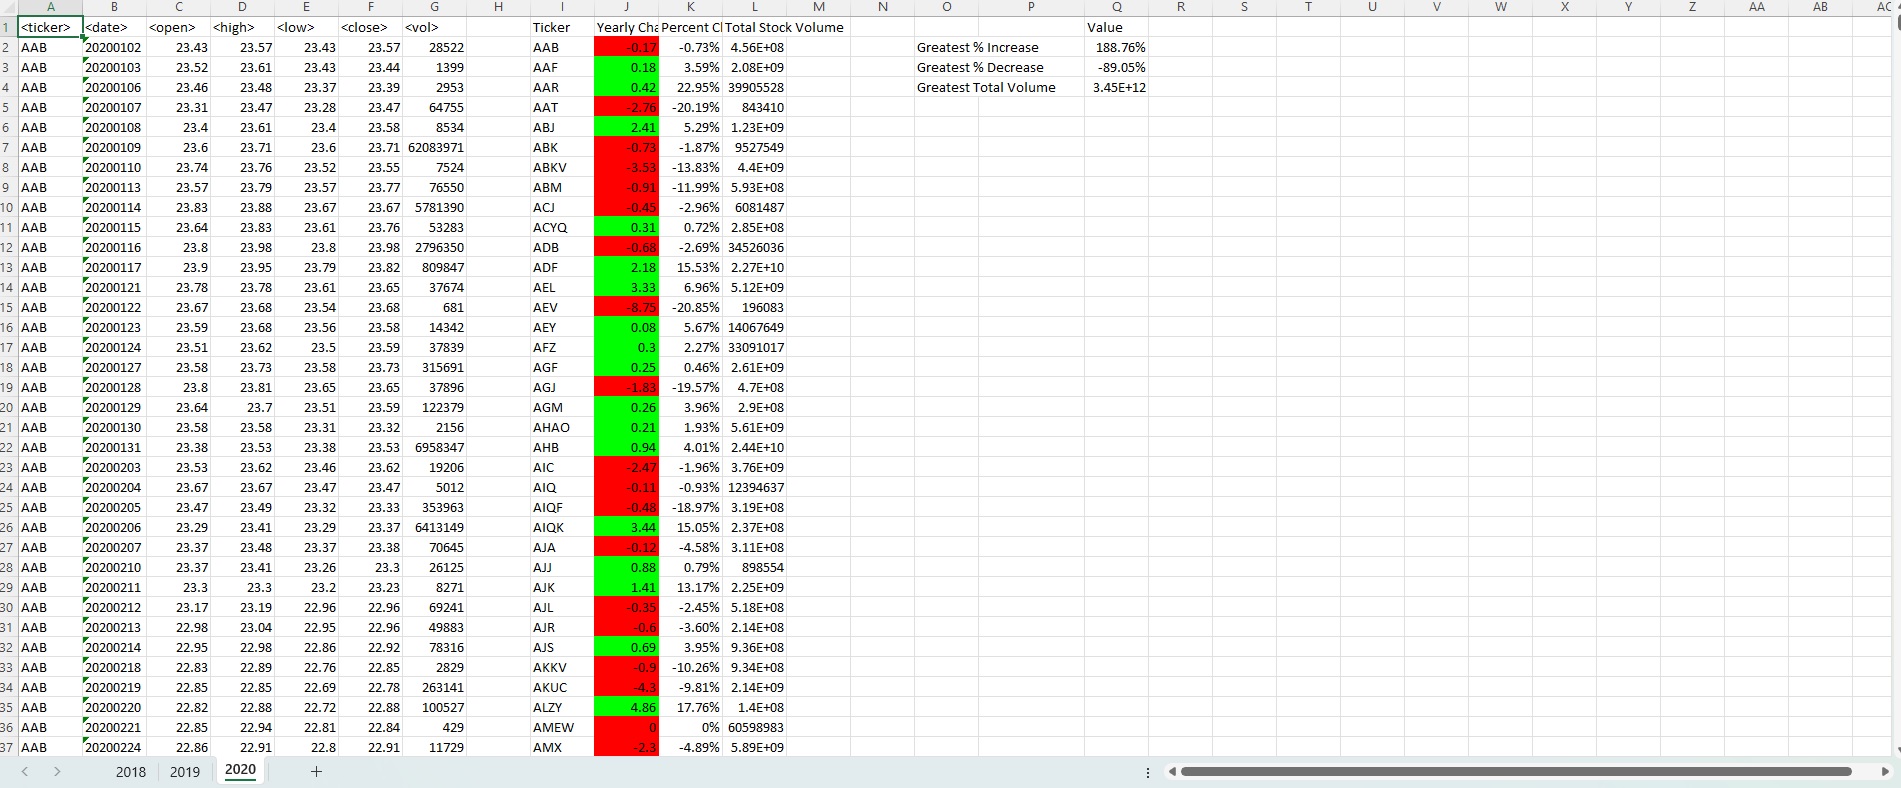 A B C D E F G H I J K L M N O P Q R S T U V W X Y Z AA AB AC
1 <ticker> <date> <open> <high> <low> <close> <vol> Ticker Yearly Cha Percent Cl Total Stock Volume Value
2 AAB 20200102 23.43 23.57 23.43 23.57 28522 AAB -0.17 -0.73% 4.56E+08 Greatest % Increase 188.76%
3 AAB 20200103 23.52 23.61 23.43 23.44 1399 AAF 0.18 3.59% 2.08E+09 Greatest % Decrease -89.05%
4 AAB 20200106 23.46 23.48 23.37 23.39 2953 AAR 0.42 22.95% 39905528 Greatest Total Volume 3.45E+12
5 AAB 20200107 23.31 23.47 23.28 23.47 64755 AAT -2.76 -20.19% 843410
6 AAB 20200108 23.4 23.61 23.4 23.58 8534 ABJ 2.41 5.29% 1.23E+09
7 AAB 20200109 23.6 23.71 23.6 23.71 62083971 ABK -0.73 -1.87% 9527549
8 AAB 20200110 23.74 23.76 23.52 23.55 7524 ABKV -3.53 -13.83% 4.4E+09
9 AAB 20200113 23.57 23.79 23.57 23.77 76550 ABM -0.91 -11.99% 5.93E+08
10 AAB 20200114 23.83 23.88 23.67 23.67 5781390 ACJ -0.45 -2.96% 6081487
11 AAB 20200115 23.64 23.83 23.61 23.76 53283 ACYQ 0.31 0.72% 2.85E+08
12 AAB 20200116 23.8 23.98 23.8 23.98 2796350 ADB -0.68 -2.69% 34526036
13 AAB 20200117 23.9 23.95 23.79 23.82 809847 ADF 2.18 15.53% 2.27E+10
14 AAB 20200121 23.78 23.78 23.61 23.65 37674 AEL 3.33 6.96% 5.12E+09
15 AAB 20200122 23.67 23.68 23.54 23.68 681 AEV -8.75 -20.85% 196083
16 AAB 20200123 23.59 23.68 23.56 23.58 14342 AEY 0.08 5.67% 14067649
17 AAB 20200124 23.51 23.62 23.5 23.59 37839 AFZ 0.3 2.27% 33091017
18 AAB 20200127 23.58 23.73 23.58 23.73 315691 AGF 0.25 0.46% 2.61E+09
19 AAB 20200128 23.8 23.81 23.65 23.65 37896 AGJ -1.83 -19.57% 4.7E+08
20 AAB 20200129 23.64 23.7 23.51 23.59 122379 AGM 0.26 3.96% 2.9E+08
21 AAB 20200130 23.58 23.58 23.31 23.32 2156 AHAO 0.21 1.93% 5.61E+09
22 AAB 20200131 23.38 23.53 23.38 23.53 6958347 AHB 0.94 4.01% 2.44E+10
23 AAB 20200203 23.53 23.62 23.46 23.62 19206 AIC -2.47 -1.96% 3.76E+09
24 AAB 20200204 23.67 23.67 23.47 23.47 5012 AIQ -0.11 -0.93% 12394637
25 AAB 20200205 23.47 23.49 23.32 23.33 353963 AIQF -0.48 -18.97% 3.19E+08
26 AAB 20200206 23.29 23.41 23.29 23.37 6413149 AIQK 3.44 15.05% 2.37E+08
27 AAB 20200207 23.37 23.48 23.37 23.38 70645 AJA -0.12 -4.58% 3.11E+08
28 AAB 20200210 23.37 23.41 23.26 23.3 26125 AJJ 0.88 0.79% 898554
29 AAB 20200211 23.3 23.3 23.2 23.23 8271 AJK 1.41 13.17% 2.25E+09
30 AAB 20200212 23.17 23.19 22.96 22.96 69241 AJL -0.35 -2.45% 5.18E+08
31 AAB 20200213 22.98 23.04 22.95 22.96 49883 AJR -0.6 -3.60% 2.14E+08
32 AAB 20200214 22.95 22.98 22.86 22.92 78316 AJS 0.69 3.95% 9.36E+08
33 AAB 20200218 22.83 22.89 22.76 22.85 2829 AKKV -0.9 -10.26% 9.34E+08
34 AAB 20200219 22.85 22.85 22.69 22.78 263141 AKUC -4.3 -9.81% 2.14E+09
35 AAB 20200220 22.82 22.88 22.72 22.88 100527 ALZY 4.86 17.76% 1.4E+08
36 AAB 20200221 22.85 22.94 22.81 22.84 429 AMEW 0 0% 60598983
37 AAB 20200224 22.86 22.91 22.8 22.91 11729 AMX -2.3 -4.89% 5.89E+09
2018 2019 2020 +